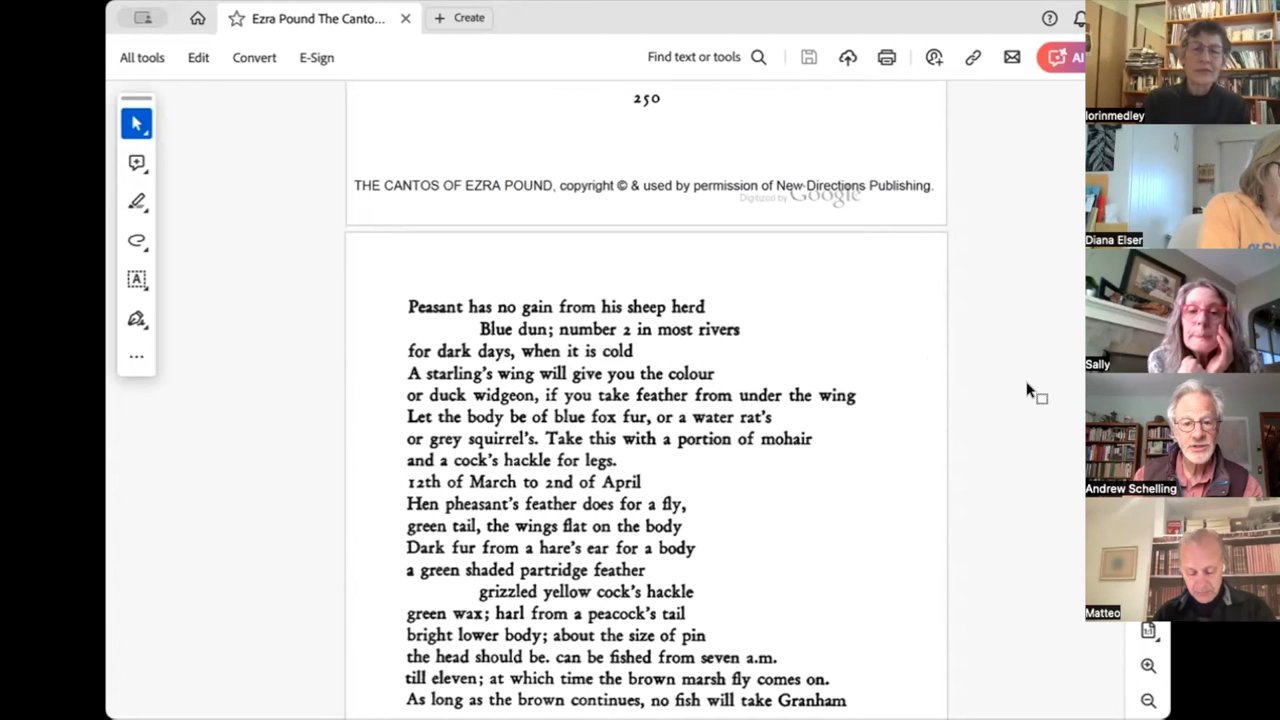 Ezra Pound The Canto...
Create
All tools
Edit
Convert
E-Sign
Find text or tools
AI
250
THE CANTOS OF EZRA POUND, copyright © & used by permission of New Directions Publishing.
Digitized by Google
Peasant has no gain from his sheep herd
Blue dun; number 2 in most rivers
for dark days, when it is cold
A starling's wing will give you the colour
or duck widgeon, if you take feather from under the wing
Let the body be of blue fox fur, or a water rat's
or grey squirrel's. Take this with a portion of mohair
and a cock's hackle for legs.
12th of March to 2nd of April
Hen pheasant's feather does for a fly,
green tail, the wings flat on the body
Dark fur from a hare's ear for a body
a green shaded partridge feather
grizzled yellow cock's hackle
green wax; harl from a peacock's tail
bright lower body; about the size of pin
the head should be. can be fished from seven a.m.
till eleven; at which time the brown marsh fly comes on.
As long as the brown continues, no fish will take Granham
lorinmedley
Diana Elser
Sally
Andrew Schelling
Matteo